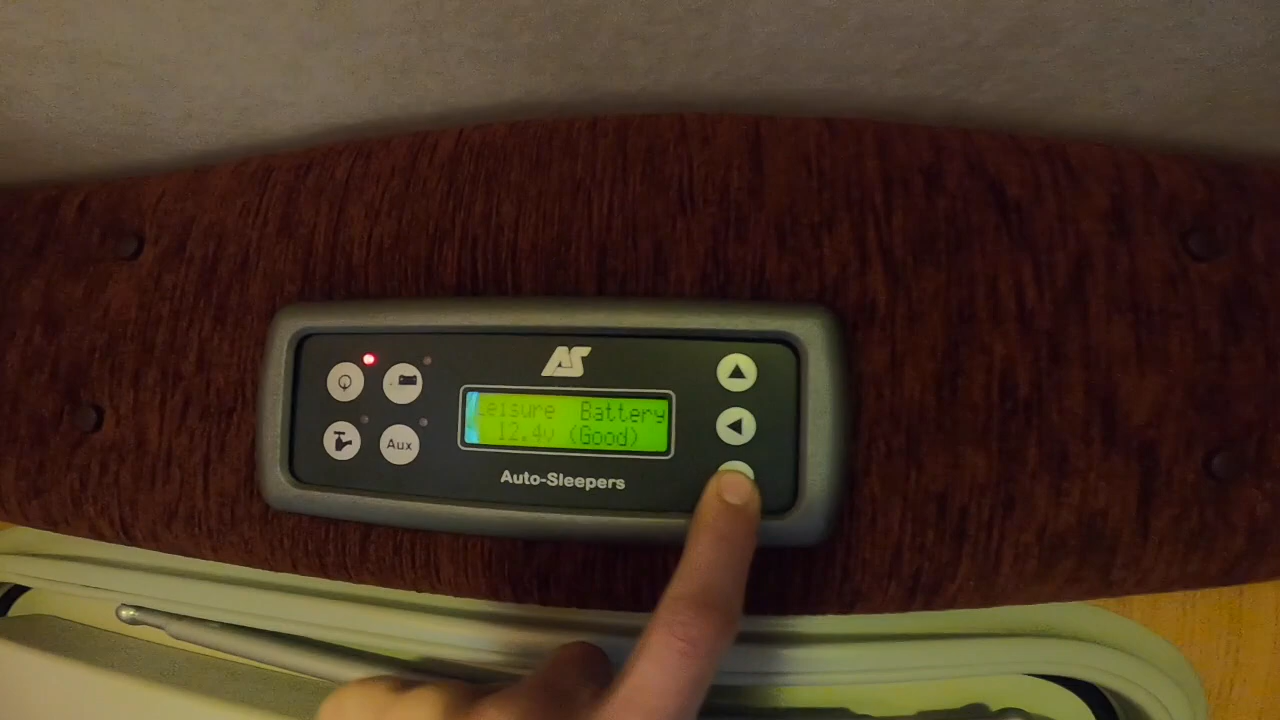 AS
Leisure Battery
12.4v (Good)
Aux
Auto-Sleepers